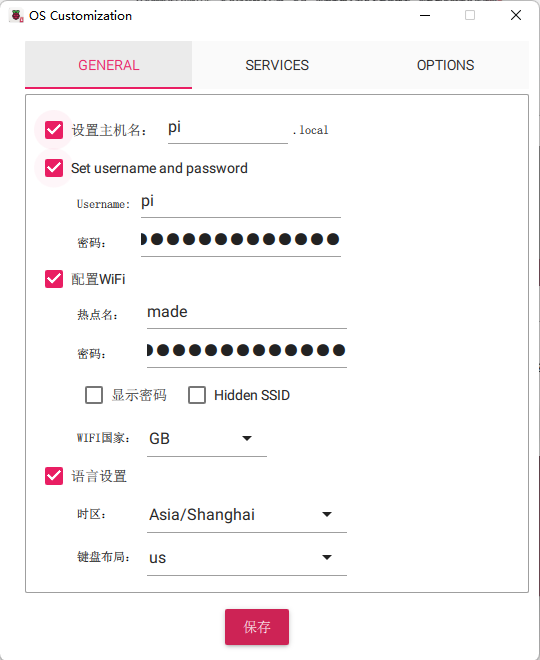 OS Customization
GENERAL SERVICES OPTIONS
设置主机名： pi .local
Set username and password
Username: pi
密码： ●●●●●●●●●●●●●
配置WiFi
热点名： made
密码： ●●●●●●●●●●●●●
显示密码 Hidden SSID
WIFI国家： GB
语言设置
时区： Asia/Shanghai
键盘布局： us
保存